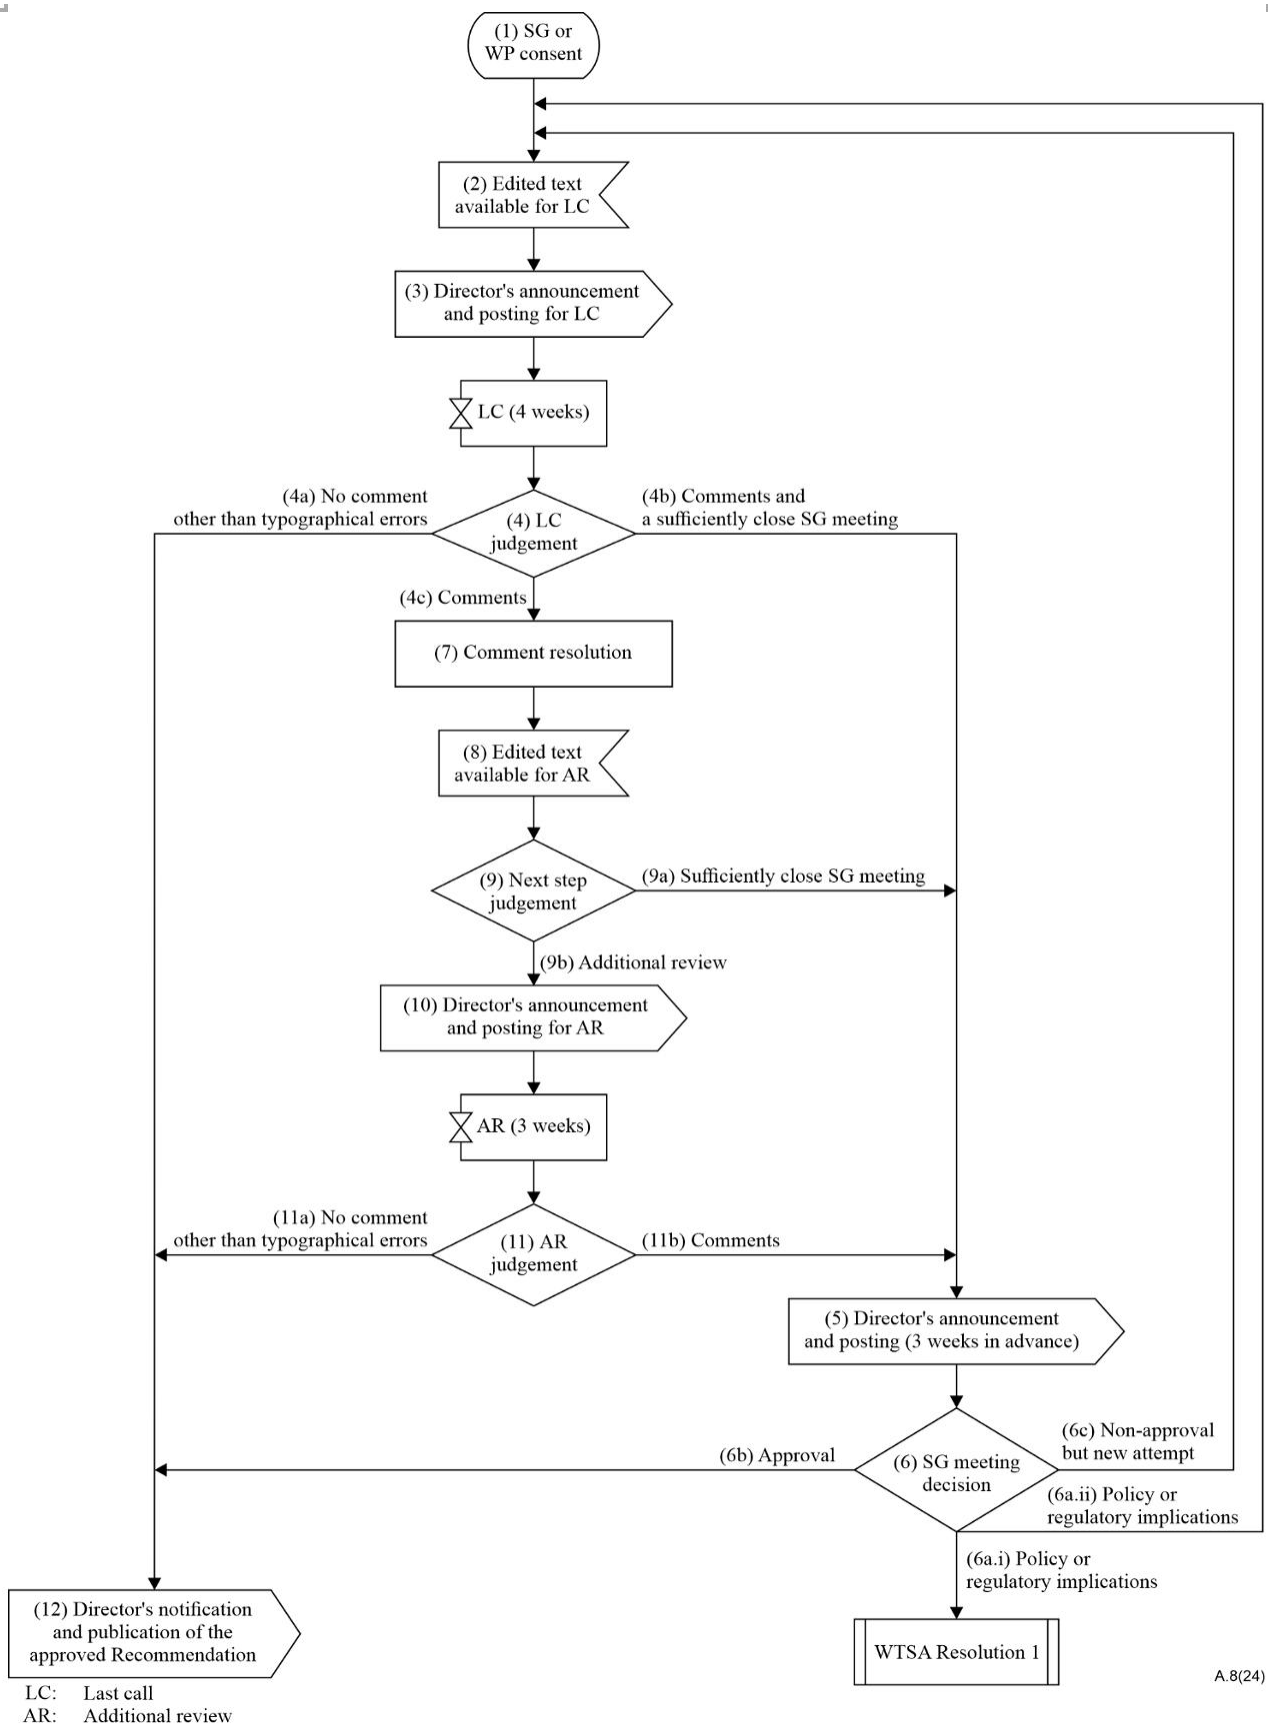 (1) SG or
WP consent
(2) Edited text
available for LC
(3) Director's announcement
and posting for LC
LC (4 weeks)
(4a) No comment
other than typographical errors
(4) LC
judgement
(4b) Comments and
a sufficiently close SG meeting
(4c) Comments
(7) Comment resolution
(8) Edited text
available for AR
(9) Next step
judgement
(9a) Sufficiently close SG meeting
(9b) Additional review
(10) Director's announcement
and posting for AR
AR (3 weeks)
(11a) No comment
other than typographical errors
(11) AR
judgement
(11b) Comments
(5) Director's announcement
and posting (3 weeks in advance)
(6b) Approval
(6) SG meeting
decision
(6c) Non-approval
but new attempt
(6a.ii) Policy or
regulatory implications
(6a.i) Policy or
regulatory implications
(12) Director's notification
and publication of the
approved Recommendation
WTSA Resolution 1
A.8(24)
LC: Last call
AR: Additional review